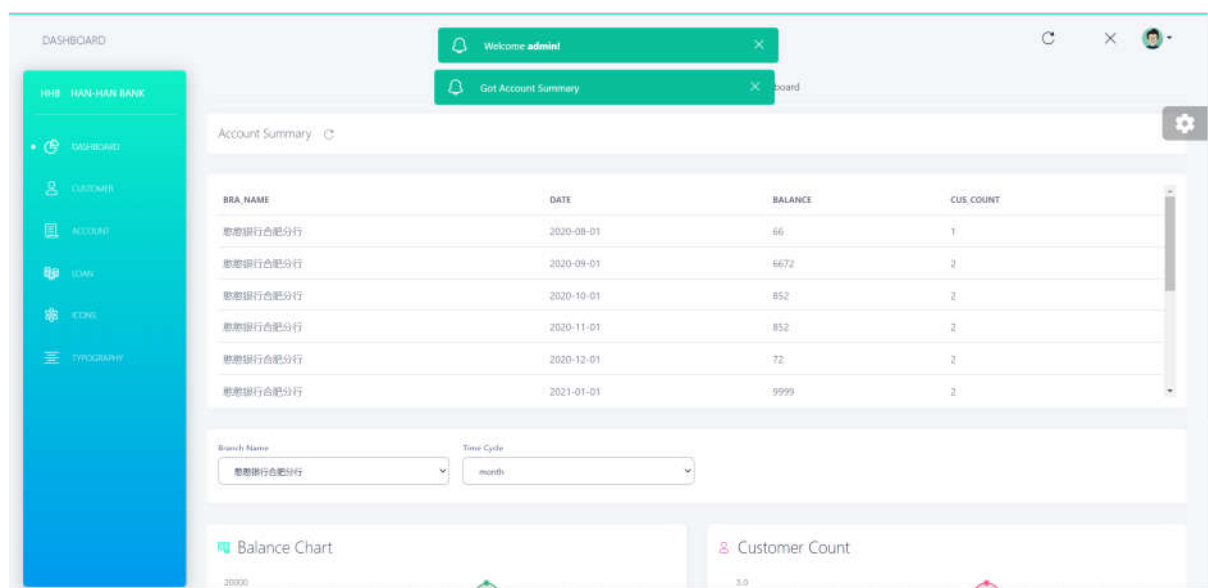 DASHBOARD
Welcome admin!
Got Account Summary
board
HHB HAN-HAN BANK
DASHBOARD
CUSTOMER
ACCOUNT
LOAN
ICONS
TYPOGRAPHY
Account Summary
BRA_NAME DATE BALANCE CUS_COUNT
憨憨银行合肥分行 2020-08-01 66 1
憨憨银行合肥分行 2020-09-01 6672 2
憨憨银行合肥分行 2020-10-01 852 2
憨憨银行合肥分行 2020-11-01 852 2
憨憨银行合肥分行 2020-12-01 72 2
憨憨银行合肥分行 2021-01-01 9999 2
Branch Name Time Cycle
憨憨银行合肥分行 month
Balance Chart
20000
Customer Count
3.0